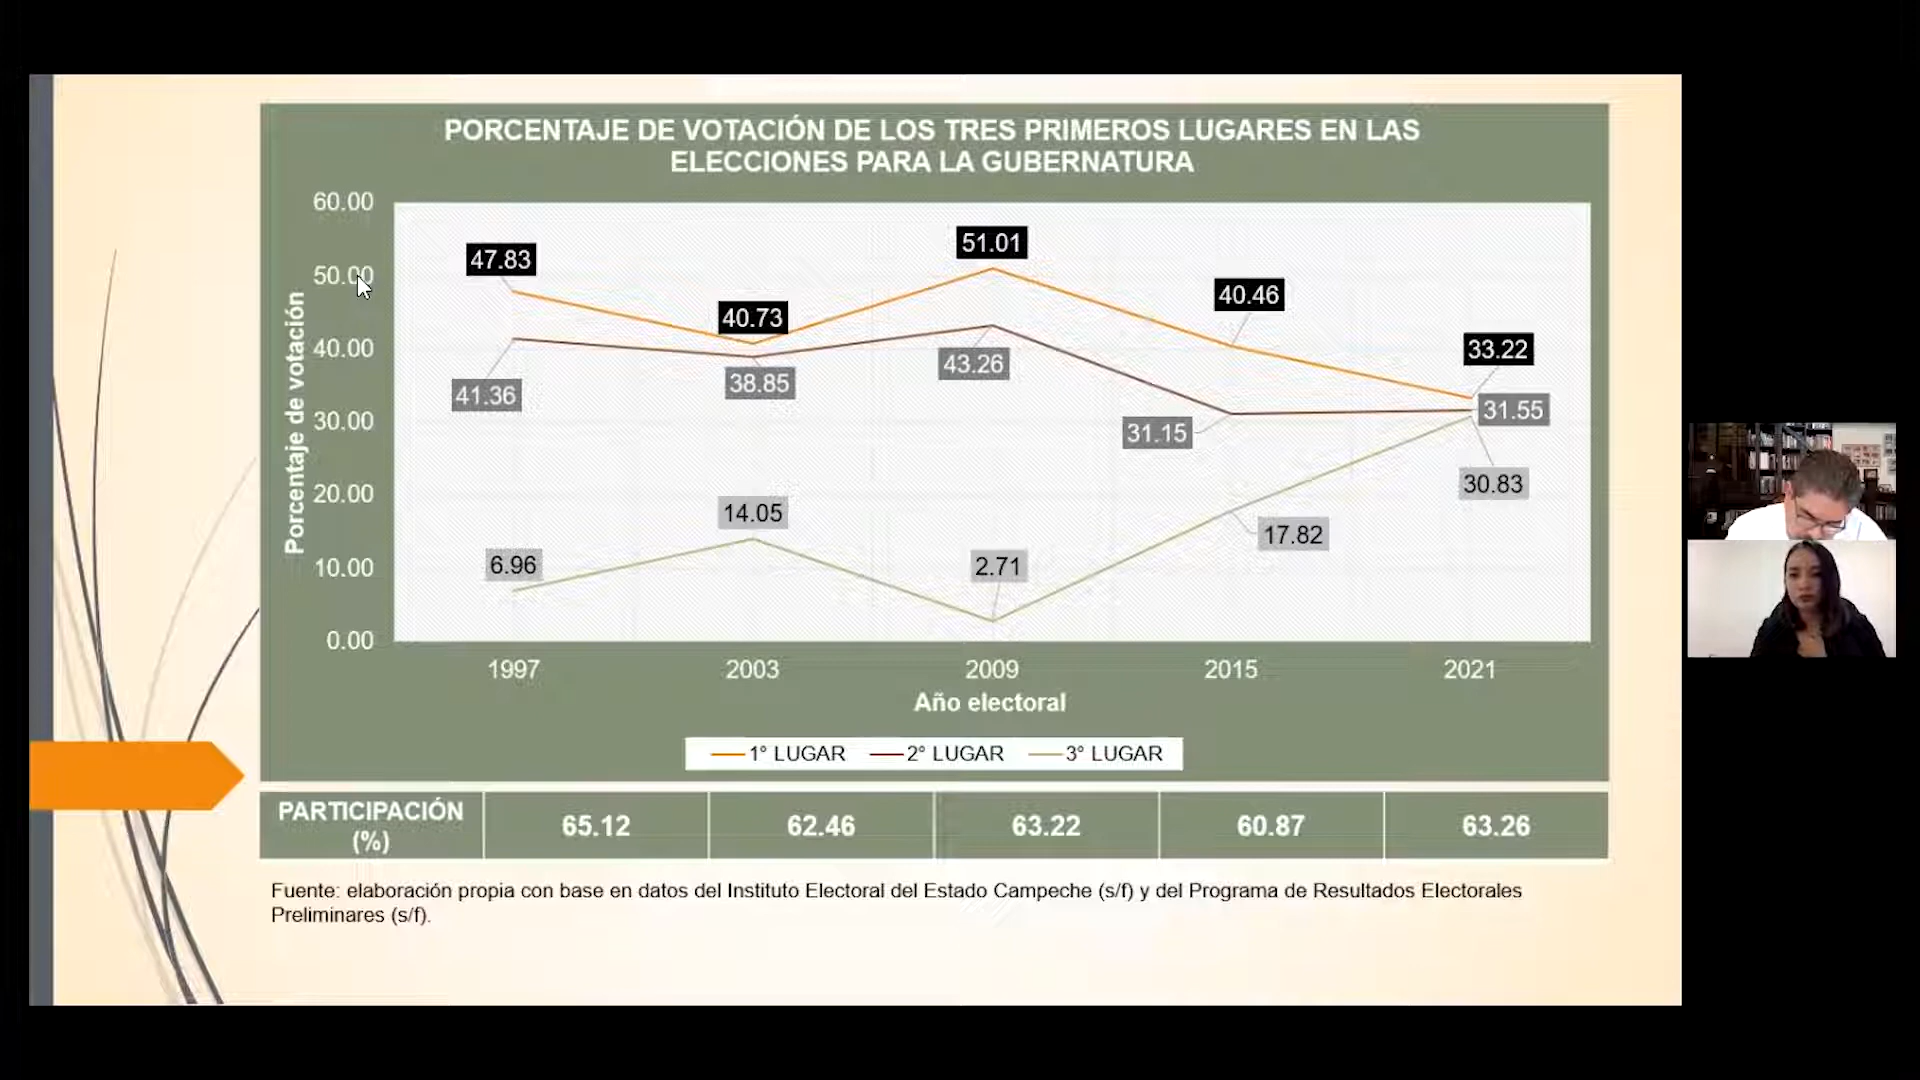 PORCENTAJE DE VOTACIÓN DE LOS TRES PRIMEROS LUGARES EN LAS
ELECCIONES PARA LA GUBERNATURA
Porcentaje de votación
60.00
50.00
40.00
30.00
20.00
10.00
0.00
47.83
40.73
51.01
40.46
33.22
41.36
38.85
43.26
31.15
31.55
6.96
14.05
2.71
17.82
30.83
1997 2003 2009 2015 2021
Año electoral
1° LUGAR 2° LUGAR 3° LUGAR
PARTICIPACIÓN
(%)
65.12 62.46 63.22 60.87 63.26
Fuente: elaboración propia con base en datos del Instituto Electoral del Estado Campeche (s/f) y del Programa de Resultados Electorales
Preliminares (s/f).